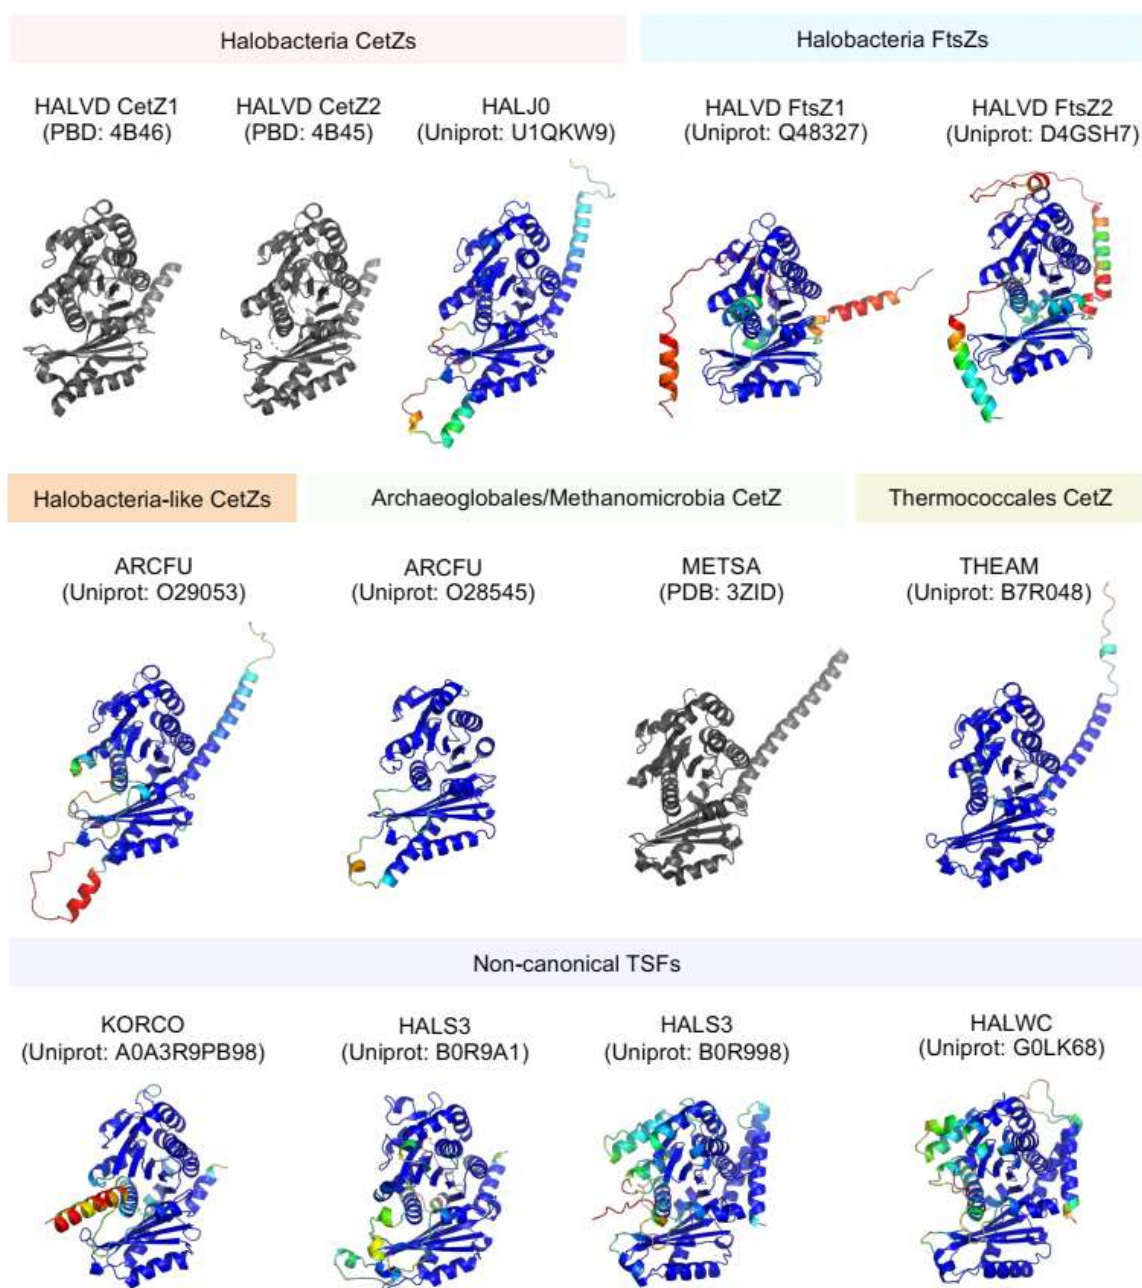 Halobacteria CetZs
Halobacteria FtsZs
HALVD CetZ1
(PBD: 4B46)
HALVD CetZ2
(PBD: 4B45)
HALJ0
(Uniprot: U1QKW9)
HALVD FtsZ1
(Uniprot: Q48327)
HALVD FtsZ2
(Uniprot: D4GSH7)
Halobacteria-like CetZs
Archaeoglobales/Methanomicrobia CetZ
Thermococcales CetZ
ARCFU
(Uniprot: O29053)
ARCFU
(Uniprot: O28545)
METSA
(PDB: 3ZID)
THEAM
(Uniprot: B7R048)
Non-canonical TSFs
KORCO
(Uniprot: A0A3R9PB98)
HALS3
(Uniprot: B0R9A1)
HALS3
(Uniprot: B0R998)
HALWC
(Uniprot: G0LK68)